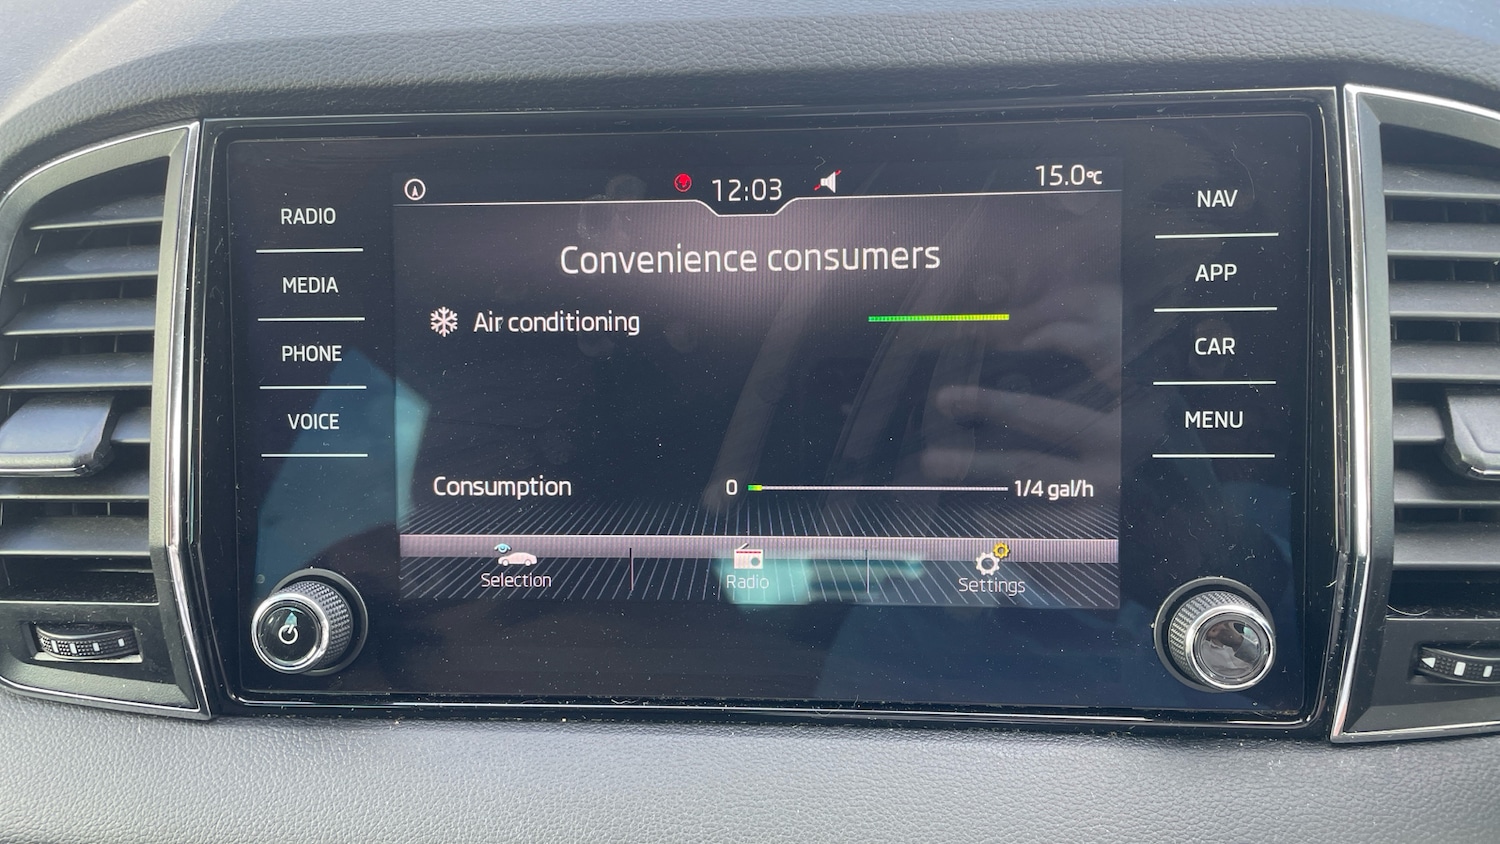 RADIO
MEDIA
PHONE
VOICE
12:03
15.0°C
Convenience consumers
Air conditioning
Consumption 0 1/4 gal/h
Selection
Radio
Settings
NAV
APP
CAR
MENU